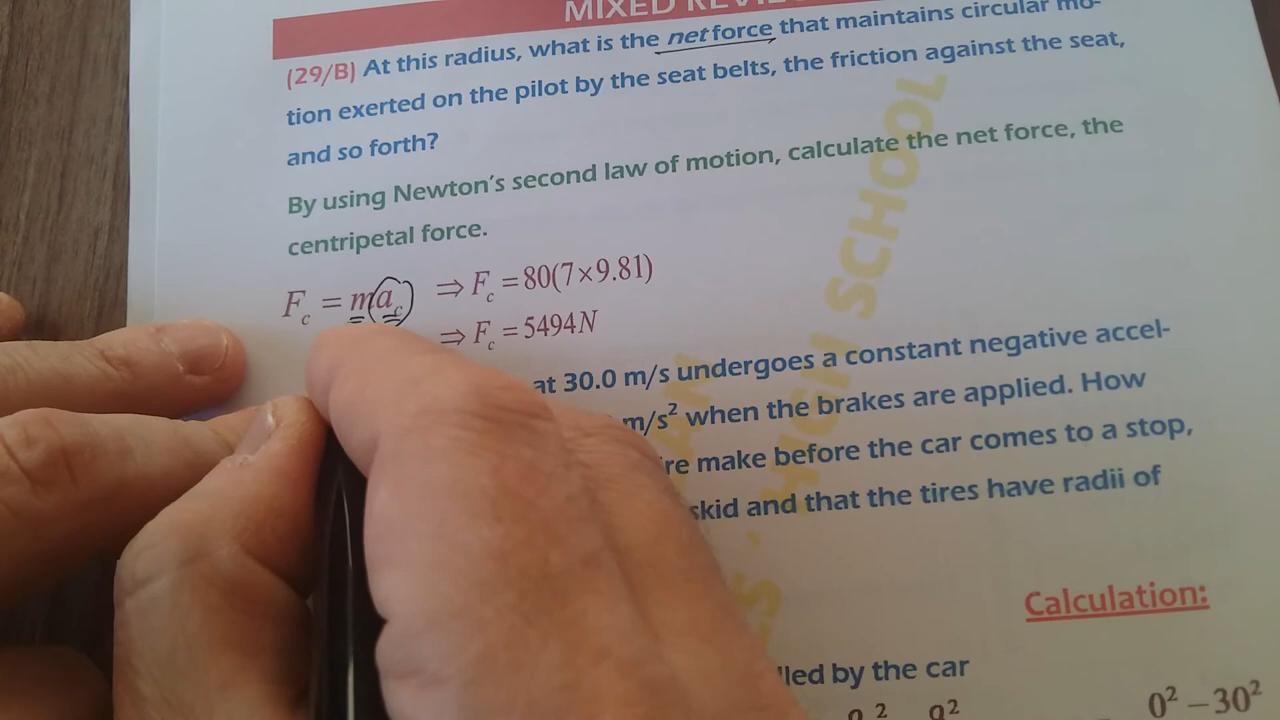 MIXED REVIEW
(29/B) At this radius, what is the net force that maintains circular mo-
tion exerted on the pilot by the seat belts, the friction against the seat,
and so forth?
By using Newton's second law of motion, calculate the net force, the
centripetal force.
F_c = ma_c ⇒ F_c = 80(7×9.81)
⇒ F_c = 5494N
at 30.0 m/s undergoes a constant negative accel-
m/s² when the brakes are applied. How
make before the car comes to a stop,
skid and that the tires have radii of
Calculation:
by the car
0² − 30²
HIGH SCHOOL